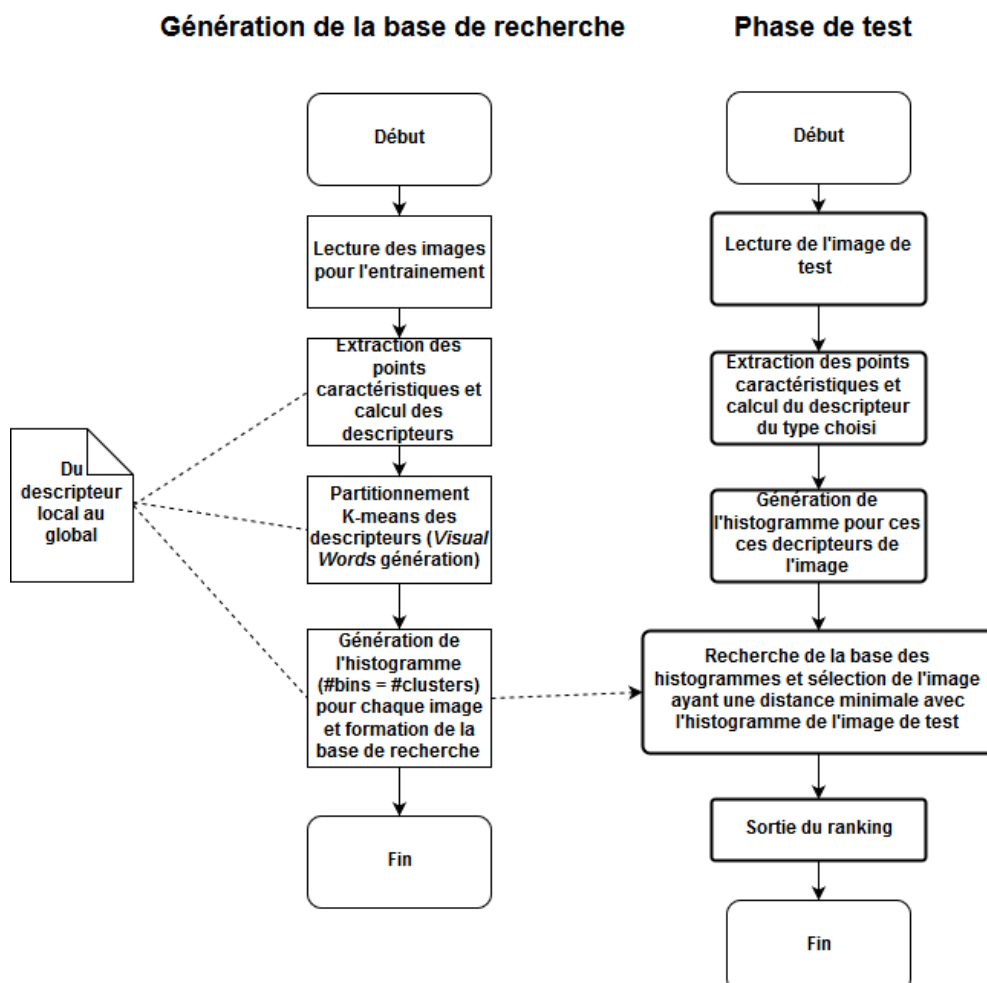 Génération de la base de recherche
Phase de test
Début
Lecture des images
pour l'entrainement
Extraction des
points
caractéristiques et
calcul des
descripteurs
Du
descripteur
local au
global
Partitionnement
K-means des
descripteurs (Visual
Words génération)
Génération de
l'histogramme
(#bins = #clusters)
pour chaque image
et formation de la
base de recherche
Fin
Début
Lecture de l'image de
test
Extraction des points
caractéristiques et
calcul du descripteur
du type choisi
Génération de
l'histogramme pour ces
ces decripteurs de
l'image
Recherche de la base des
histogrammes et sélection de l'image
ayant une distance minimale avec
l'histogramme de l'image de test
Sortie du ranking
Fin